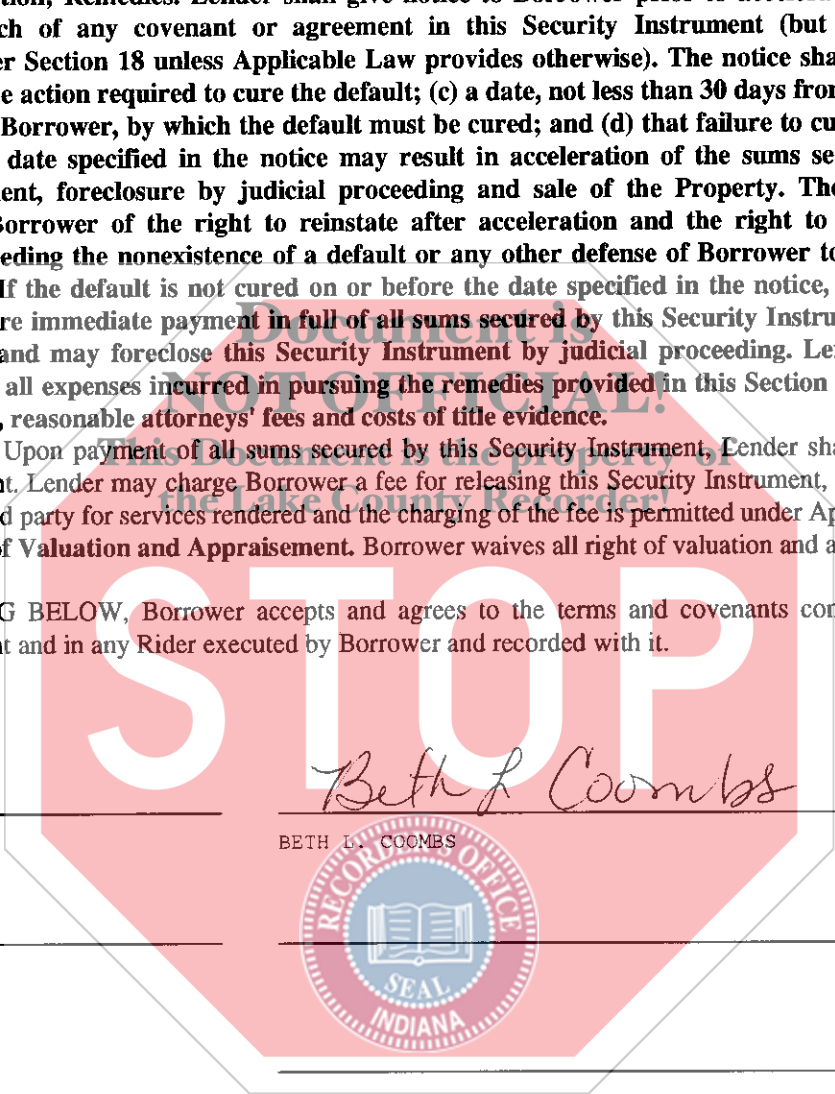 tion; Remedies. Lender shall give notice to Borrower prior to
ch of any covenant or agreement in this Security Instrument (but
er Section 18 unless Applicable Law provides otherwise). The notice sha
e action required to cure the default; (c) a date, not less than 30 days from
Borrower, by which the default must be cured; and (d) that failure to cu
date specified in the notice may result in acceleration of the sums se
ent, foreclosure by judicial proceeding and sale of the Property. The
Borrower of the right to reinstate after acceleration and the right to
eding the nonexistence of a default or any other defense of Borrower to
If the default is not cured on or before the date specified in the notice,
re immediate payment in full of all sums secured by this Security Instru
and may foreclose this Security Instrument by judicial proceeding. Le
all expenses incurred in pursuing the remedies provided in this Section
, reasonable attorneys' fees and costs of title evidence.
Upon payment of all sums secured by this Security Instrument, Lender sha
nt. Lender may charge Borrower a fee for releasing this Security Instrument,
d party for services rendered and the charging of the fee is permitted under Ap
f Valuation and Appraisement. Borrower waives all right of valuation and a
G BELOW, Borrower accepts and agrees to the terms and covenants con
t and in any Rider executed by Borrower and recorded with it.
Document is
NOT OFFICIAL!
This Document is the property of
the Lake County Recorder!
STOP
Beth L Coombs
BETH L. COOMBS
RECORDER'S OFFICE
SEAL
INDIANA